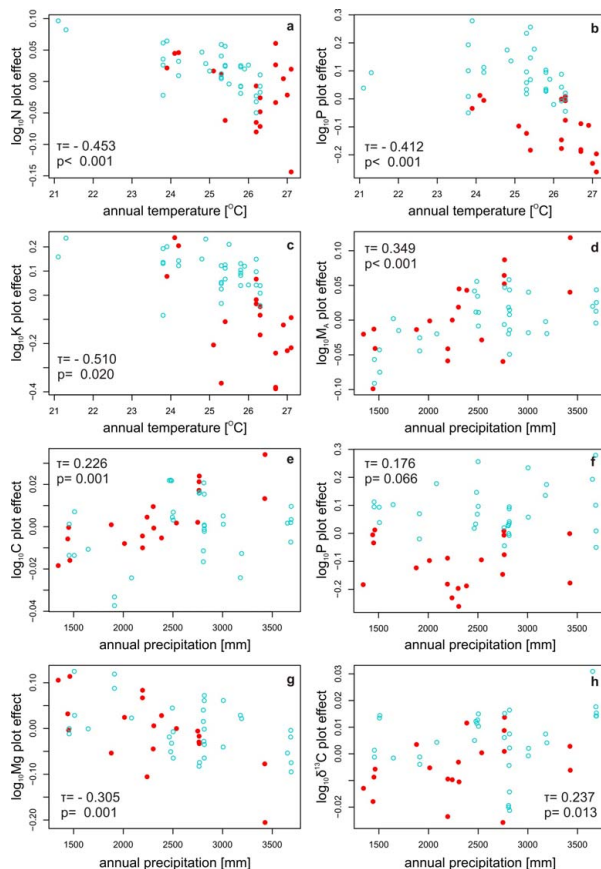 a
log10N plot effect
0.10
0.05
0.00
-0.05
-0.10
-0.15
τ= - 0.453
p< 0.001
21 22 23 24 25 26 27
annual temperature [°C]
b
log10P plot effect
0.3
0.2
0.1
0.0
-0.1
-0.2
τ= - 0.412
p< 0.001
21 22 23 24 25 26 27
annual temperature [°C]
c
log10K plot effect
0.2
0.0
-0.2
-0.4
τ= - 0.510
p= 0.020
21 22 23 24 25 26 27
annual temperature [°C]
d
log10MA plot effect
0.10
0.05
0.00
-0.05
-0.10
τ= 0.349
p< 0.001
1500 2000 2500 3000 3500
annual precipitation [mm]
e
log10C plot effect
0.02
0.00
-0.02
-0.04
τ= 0.226
p= 0.001
1500 2000 2500 3000 3500
annual precipitation [mm]
f
log10P plot effect
0.3
0.2
0.1
0.0
-0.1
-0.2
τ= 0.176
p= 0.066
1500 2000 2500 3000 3500
annual precipitation [mm]
g
log10Mg plot effect
0.10
0.00
-0.10
-0.20
τ= - 0.305
p= 0.001
1500 2000 2500 3000 3500
annual precipitation [mm]
h
log10δ13C plot effect
0.03
0.02
0.01
0.00
-0.02
τ= 0.237
p= 0.013
1500 2000 2500 3000 3500
annual precipitation [mm]